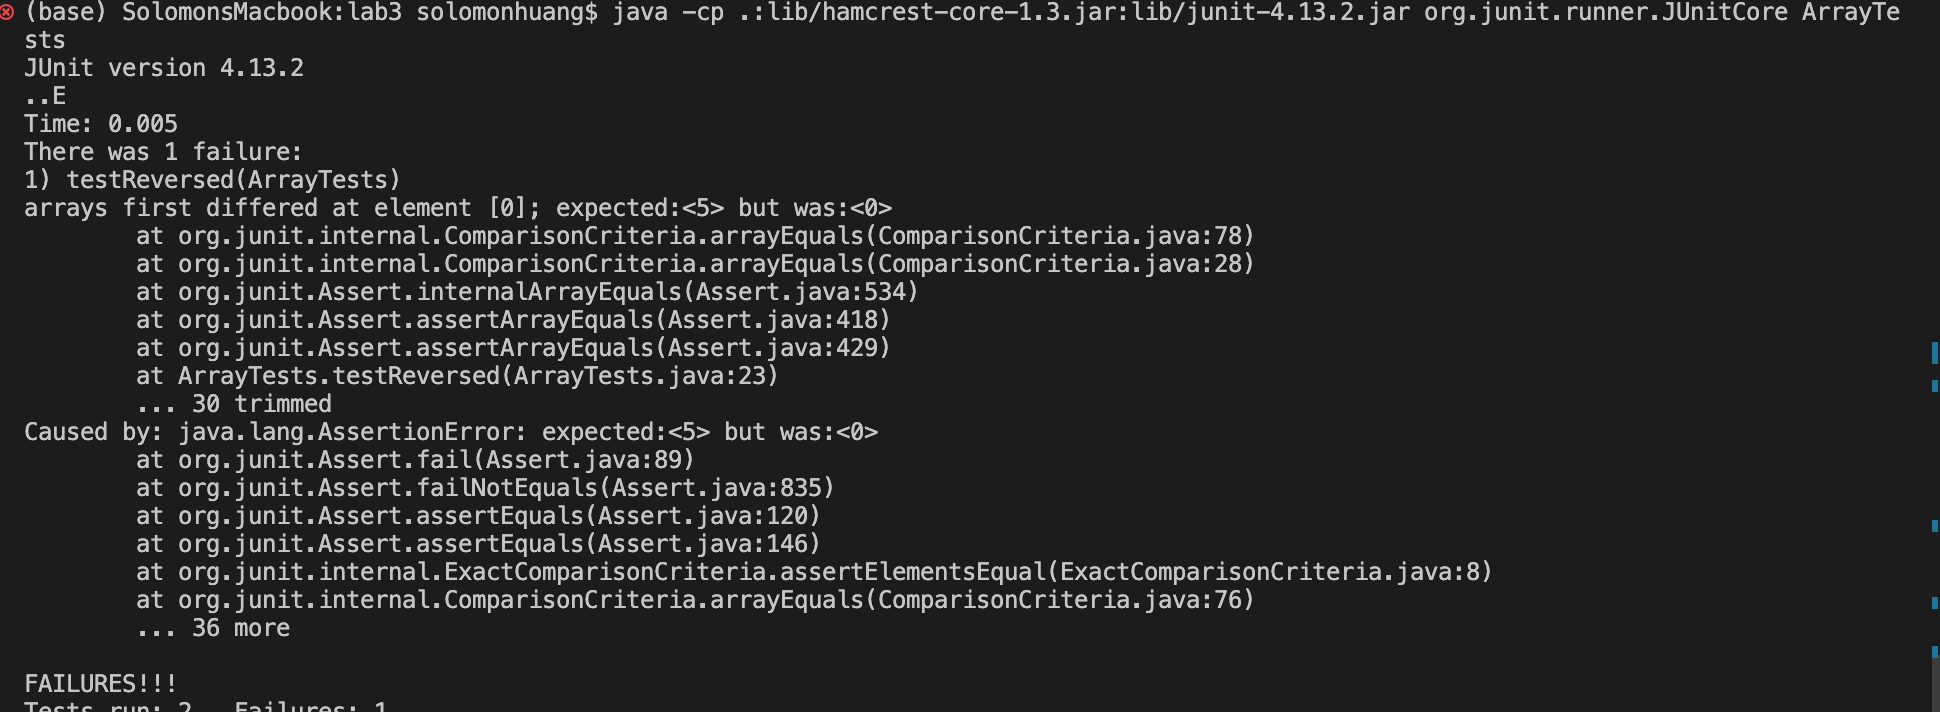 (base) SolomonsMacbook:lab3 solomonhuang$ java -cp .:lib/hamcrest-core-1.3.jar:lib/junit-4.13.2.jar org.junit.runner.JUnitCore ArrayTe
sts
JUnit version 4.13.2
..E
Time: 0.005
There was 1 failure:
1) testReversed(ArrayTests)
arrays first differed at element [0]; expected:<5> but was:<0>
        at org.junit.internal.ComparisonCriteria.arrayEquals(ComparisonCriteria.java:78)
        at org.junit.internal.ComparisonCriteria.arrayEquals(ComparisonCriteria.java:28)
        at org.junit.Assert.internalArrayEquals(Assert.java:534)
        at org.junit.Assert.assertArrayEquals(Assert.java:418)
        at org.junit.Assert.assertArrayEquals(Assert.java:429)
        at ArrayTests.testReversed(ArrayTests.java:23)
        ... 30 trimmed
Caused by: java.lang.AssertionError: expected:<5> but was:<0>
        at org.junit.Assert.fail(Assert.java:89)
        at org.junit.Assert.failNotEquals(Assert.java:835)
        at org.junit.Assert.assertEquals(Assert.java:120)
        at org.junit.Assert.assertEquals(Assert.java:146)
        at org.junit.internal.ExactComparisonCriteria.assertElementsEqual(ExactComparisonCriteria.java:8)
        at org.junit.internal.ComparisonCriteria.arrayEquals(ComparisonCriteria.java:76)
        ... 36 more

FAILURES!!!
Tests run: 2,  Failures: 1